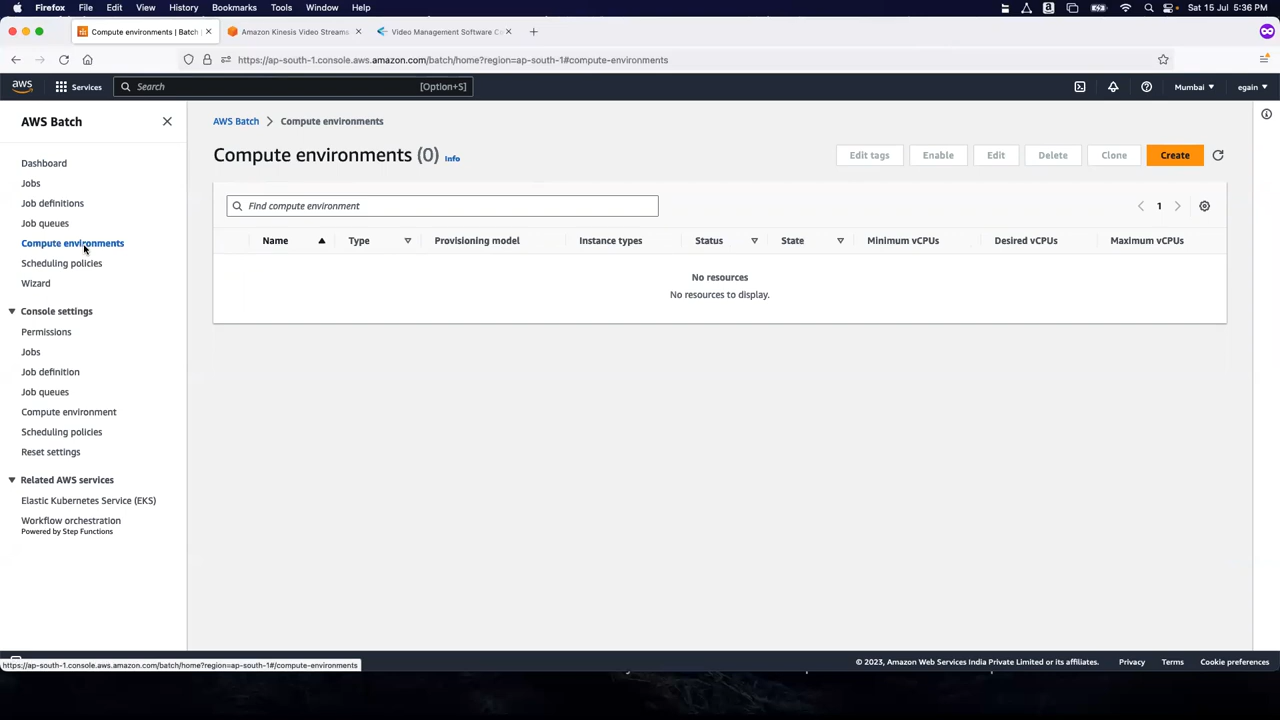 Firefox File Edit View History Bookmarks Tools Window Help Sat 15 Jul 5:36 PM
Compute environments | Batch Amazon Kinesis Video Streams Video Management Software C
https://ap-south-1.console.aws.amazon.com/batch/home?region=ap-south-1#compute-environments
aws Services Search [Option+S] Mumbai egain
AWS Batch
AWS Batch Compute environments
Compute environments (0) Info
Edit tags Enable Edit Delete Clone Create
Dashboard
Jobs
Job definitions
Job queues
Compute environments
Scheduling policies
Wizard
Find compute environment
1
Name Type Provisioning model Instance types Status State Minimum vCPUs Desired vCPUs Maximum vCPUs
No resources
No resources to display.
Console settings
Permissions
Jobs
Job definition
Job queues
Compute environment
Scheduling policies
Reset settings
Related AWS services
Elastic Kubernetes Service (EKS)
Workflow orchestration
Powered by Step Functions
https://ap-south-1.console.aws.amazon.com/batch/home?region=ap-south-1#/compute-environments
© 2023, Amazon Web Services India Private Limited or its affiliates. Privacy Terms Cookie preferences